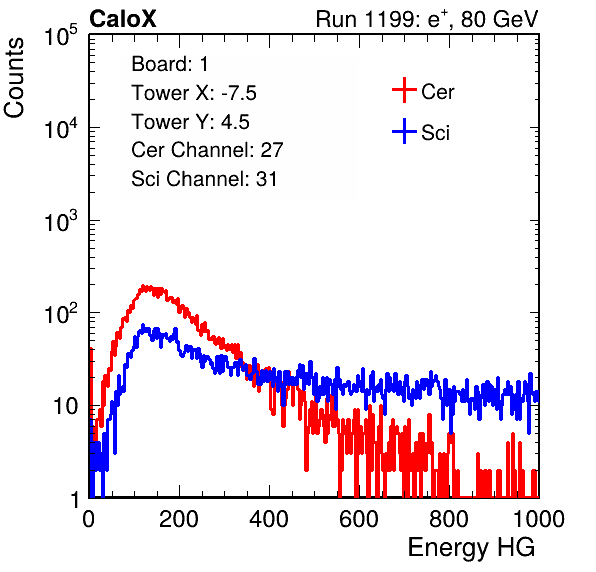 CaloX Run 1199: e⁺, 80 GeV
Counts
10⁵
10⁴
10³
10²
10
1
Board: 1
Tower X: -7.5
Tower Y: 4.5
Cer Channel: 27
Sci Channel: 31
Cer
Sci
0 200 400 600 800 1000
Energy HG